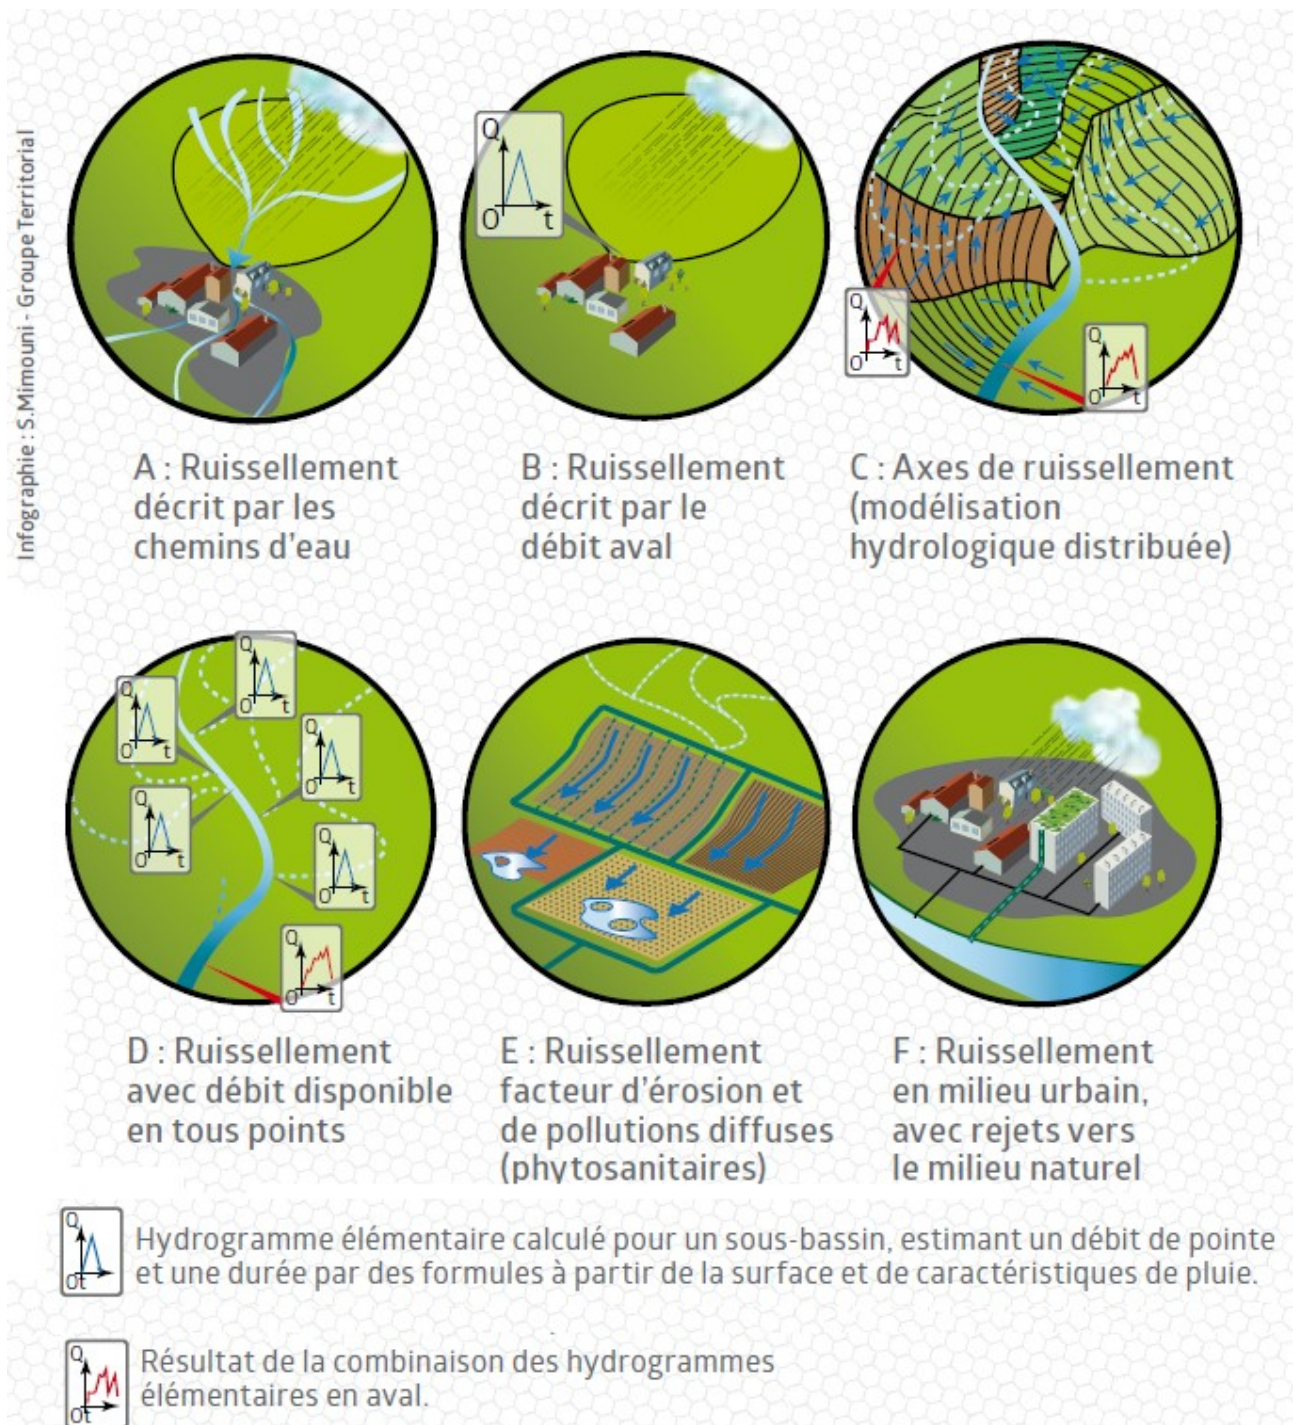 Infographie : S.Mimouni - Groupe Territorial
Q
O
t
Q
O
t
Q
O
t
A : Ruissellement
décrit par les
chemins d'eau
B : Ruissellement
décrit par le
débit aval
C : Axes de ruissellement
(modélisation
hydrologique distribuée)
Q
O
t
Q
O
t
Q
O
t
Q
O
t
Q
O
t
Q
O
t
D : Ruissellement
avec débit disponible
en tous points
E : Ruissellement
facteur d'érosion et
de pollutions diffuses
(phytosanitaires)
F : Ruissellement
en milieu urbain,
avec rejets vers
le milieu naturel
Q
Ot
Hydrogramme élémentaire calculé pour un sous-bassin, estimant un débit de pointe
et une durée par des formules à partir de la surface et de caractéristiques de pluie.
Q
Ot
Résultat de la combinaison des hydrogrammes
élémentaires en aval.